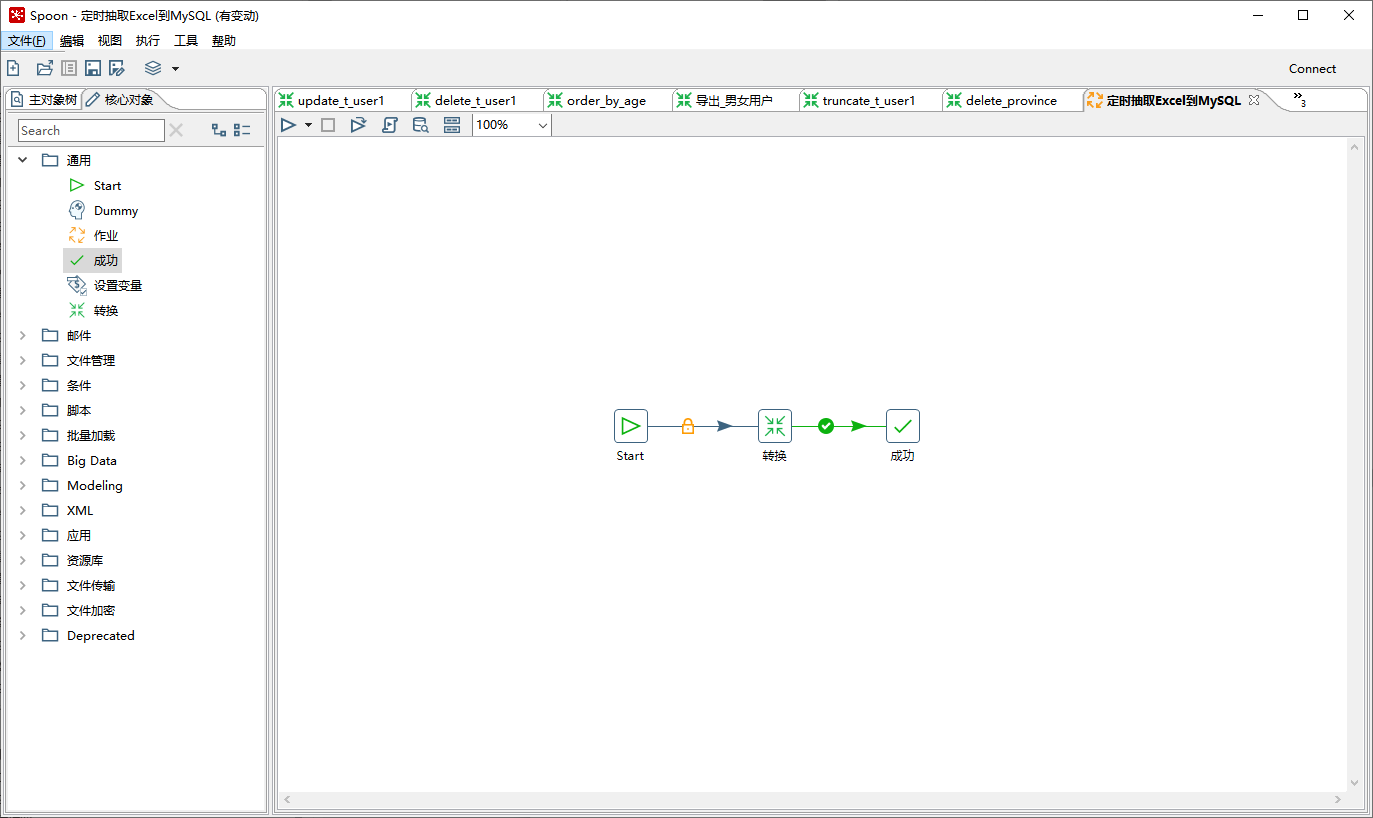 Spoon - 定时抽取Excel到MySQL (有变动)
文件(F) 编辑 视图 执行 工具 帮助
Connect
主对象树 核心对象
update_t_user1 delete_t_user1 order_by_age 导出_男女用户 truncate_t_user1 delete_province 定时抽取Excel到MySQL »3
Search
100%
通用
Start
Dummy
作业
成功
设置变量
转换
邮件
文件管理
条件
脚本
批量加载
Big Data
Modeling
XML
应用
资源库
文件传输
文件加密
Deprecated
Start 转换 成功